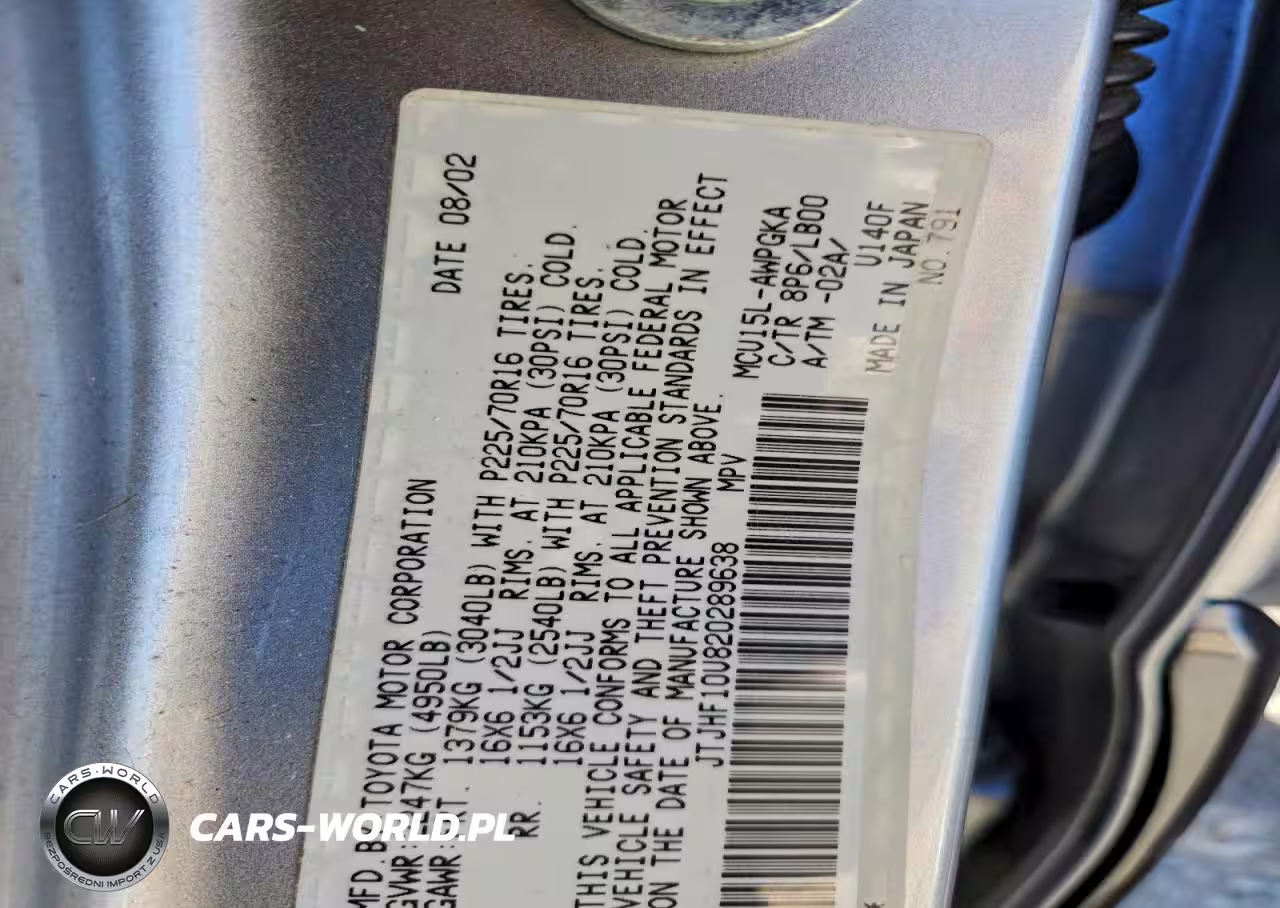 MFD.BY TOYOTA MOTOR CORPORATION DATE 08/02
GVWR: 2247KG (4950LB)
GAWR: FRT. 1379KG (3040LB) WITH P225/70R16 TIRES.
16X6 1/2JJ RIMS. AT 210KPA (30PSI) COLD.
RR. 1153KG (2540LB) WITH P225/70R16 TIRES.
16X6 1/2JJ RIMS. AT 210KPA (30PSI) COLD.
THIS VEHICLE CONFORMS TO ALL APPLICABLE FEDERAL MOTOR
VEHICLE SAFETY AND THEFT PREVENTION STANDARDS IN EFFECT
ON THE DATE OF MANUFACTURE SHOWN ABOVE.
JTJHF10U820289638 MPV
MCU15L-AWPGKA
C/TR 8P6/LB00
A/TM -02A/
U140F
MADE IN JAPAN
NO.791
CARS-WORLD
CW
BEZPOŚREDNI IMPORT Z USA
CARS-WORLD.PL